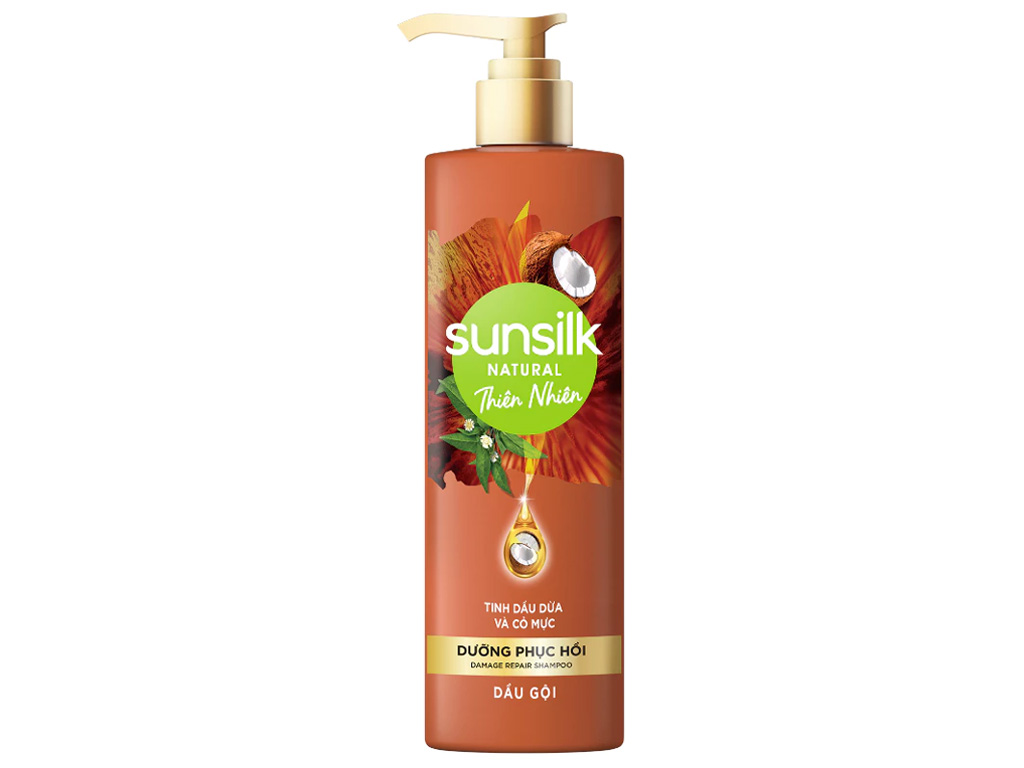 sunsilk
NATURAL
Thiên Nhiên
TINH DẦU DỪA
VÀ CỎ MỰC
DƯỠNG PHỤC HỒI
DAMAGE REPAIR SHAMPOO
DẦU GỘI